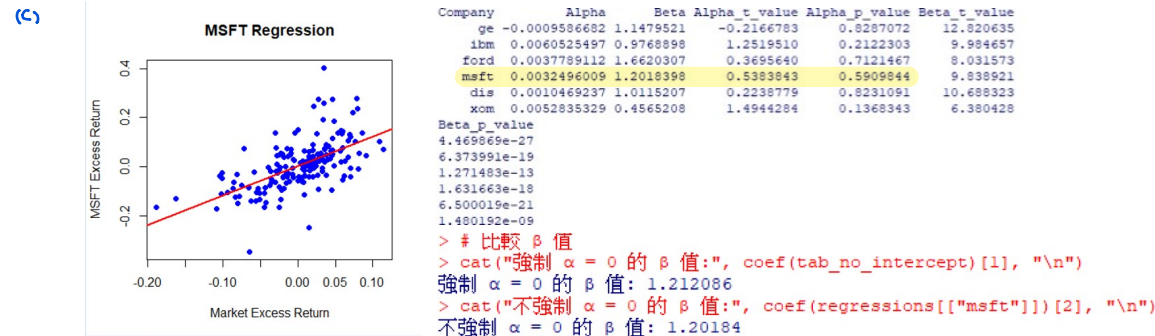 (C)
MSFT Regression
0.4
0.2
0.0
-0.2
MSFT Excess Return
-0.20
-0.10
0.00
0.05
0.10
Market Excess Return
Company Alpha Beta Alpha_t_value Alpha_p_value Beta_t_value
ge -0.0009586682 1.1479521 -0.2166783 0.8287072 12.820635
ibm 0.0060525497 0.9768898 1.2519510 0.2122303 9.984657
ford 0.0037789112 1.6620307 0.3695640 0.7121467 8.031573
msft 0.0032496009 1.2018398 0.5383843 0.5909844 9.838921
dis 0.0010469237 1.0115207 0.2238779 0.8231091 10.688323
xom 0.0052835329 0.4565208 1.4944284 0.1368343 6.380428
Beta_p_value
4.469869e-27
6.373991e-19
1.271483e-13
1.631663e-18
6.500019e-21
1.480192e-09
> # 比較 β 值
> cat("強制 α = 0 的 β 值:", coef(tab_no_intercept)[1], "\n")
強制 α = 0 的 β 值: 1.212086
> cat("不強制 α = 0 的 β 值:", coef(regressions[["msft"]])[2], "\n")
不強制 α = 0 的 β 值: 1.20184